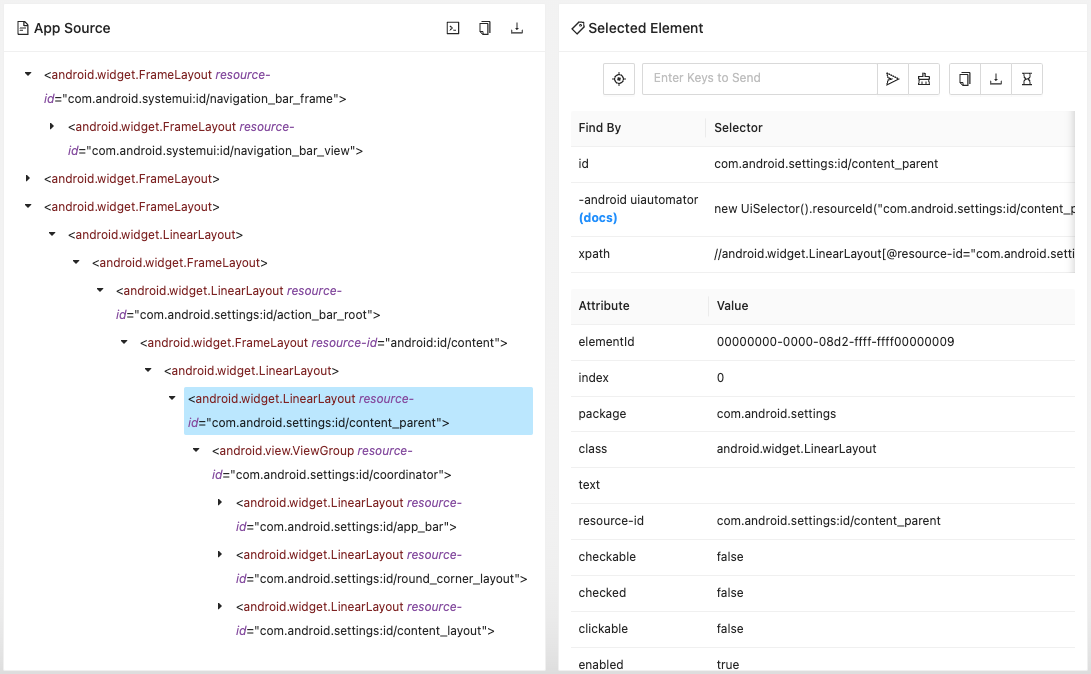 App Source
<android.widget.FrameLayout resource-
id="com.android.systemui:id/navigation_bar_frame">
<android.widget.FrameLayout resource-
id="com.android.systemui:id/navigation_bar_view">
<android.widget.FrameLayout>
<android.widget.FrameLayout>
<android.widget.LinearLayout>
<android.widget.FrameLayout>
<android.widget.LinearLayout resource-
id="com.android.settings:id/action_bar_root">
<android.widget.FrameLayout resource-id="android:id/content">
<android.widget.LinearLayout>
<android.widget.LinearLayout resource-
id="com.android.settings:id/content_parent">
<android.view.ViewGroup resource-
id="com.android.settings:id/coordinator">
<android.widget.LinearLayout resource-
id="com.android.settings:id/app_bar">
<android.widget.LinearLayout resource-
id="com.android.settings:id/round_corner_layout">
<android.widget.LinearLayout resource-
id="com.android.settings:id/content_layout">
Selected Element
Enter Keys to Send
Find By Selector
id com.android.settings:id/content_parent
-android uiautomator
(docs)
new UiSelector().resourceId("com.android.settings:id/content_p
xpath //android.widget.LinearLayout[@resource-id="com.android.setti
Attribute Value
elementId 00000000-0000-08d2-ffff-ffff00000009
index 0
package com.android.settings
class android.widget.LinearLayout
text
resource-id com.android.settings:id/content_parent
checkable false
checked false
clickable false
enabled true